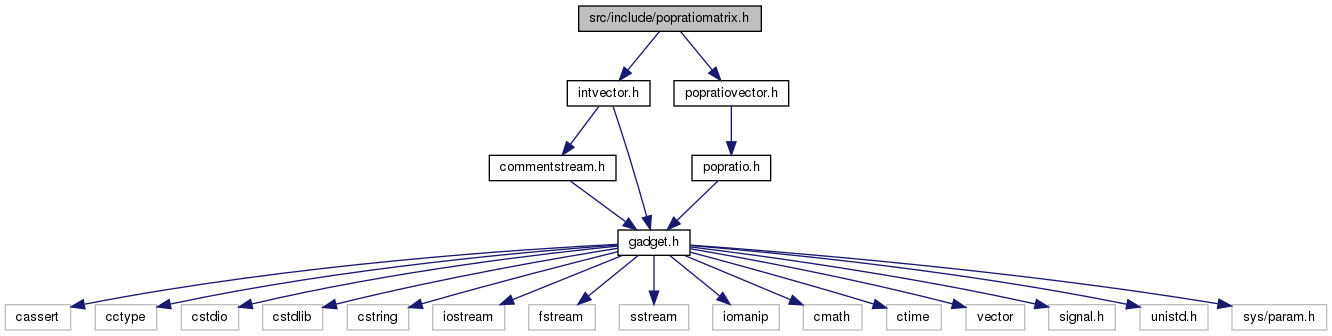 src/include/popratiomatrix.h
intvector.h
popratiovector.h
commentstream.h
popratio.h
gadget.h
cassert
cctype
cstdio
cstdlib
cstring
iostream
fstream
sstream
iomanip
cmath
ctime
vector
signal.h
unistd.h
sys/param.h